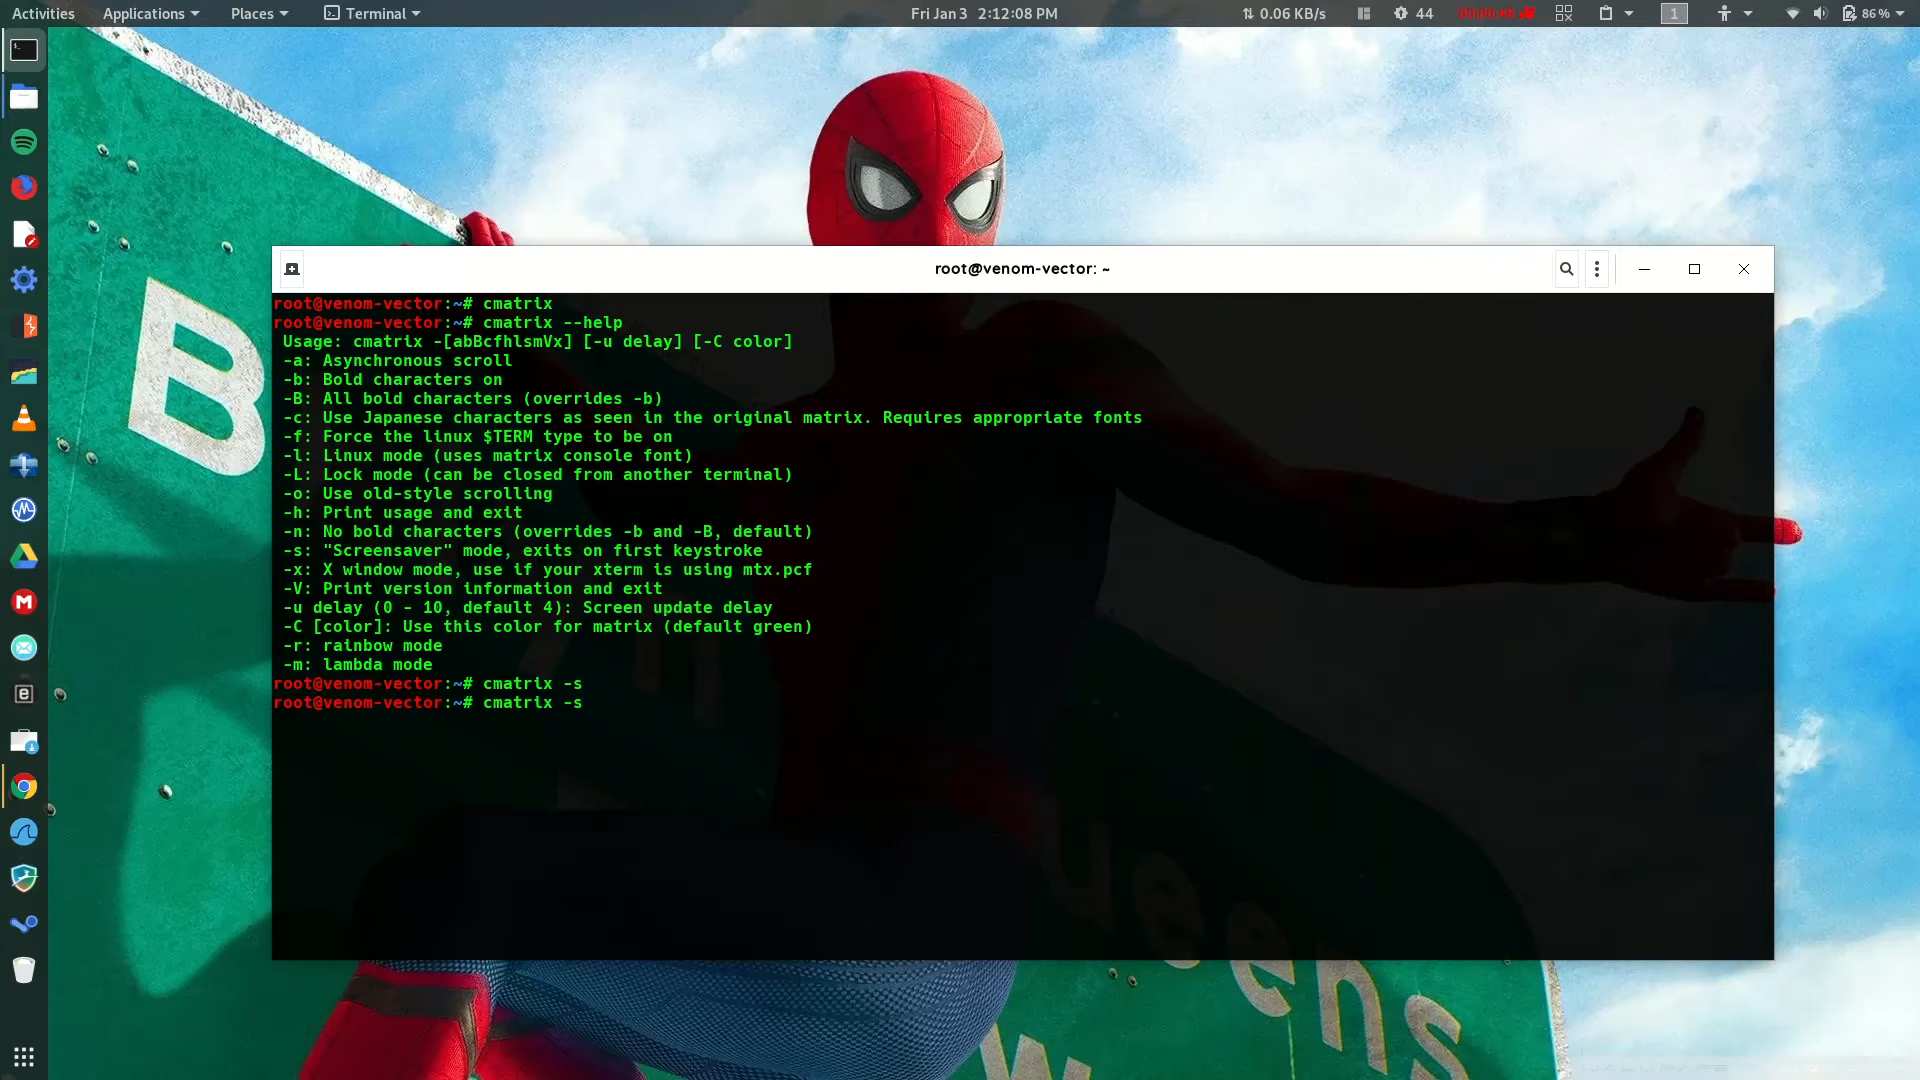 Activities Applications Places Terminal Fri Jan 3 2:12:08 PM 0.06 KB/s 44 1 86 %
B
root@venom-vector: ~
root@venom-vector:~# cmatrix
root@venom-vector:~# cmatrix --help
Usage: cmatrix -[abBcfhlsmVx] [-u delay] [-C color]
-a: Asynchronous scroll
-b: Bold characters on
-B: All bold characters (overrides -b)
-c: Use Japanese characters as seen in the original matrix. Requires appropriate fonts
-f: Force the linux $TERM type to be on
-l: Linux mode (uses matrix console font)
-L: Lock mode (can be closed from another terminal)
-o: Use old-style scrolling
-h: Print usage and exit
-n: No bold characters (overrides -b and -B, default)
-s: "Screensaver" mode, exits on first keystroke
-x: X window mode, use if your xterm is using mtx.pcf
-V: Print version information and exit
-u delay (0 - 10, default 4): Screen update delay
-C [color]: Use this color for matrix (default green)
-r: rainbow mode
-m: lambda mode
root@venom-vector:~# cmatrix -s
root@venom-vector:~# cmatrix -s
ueens